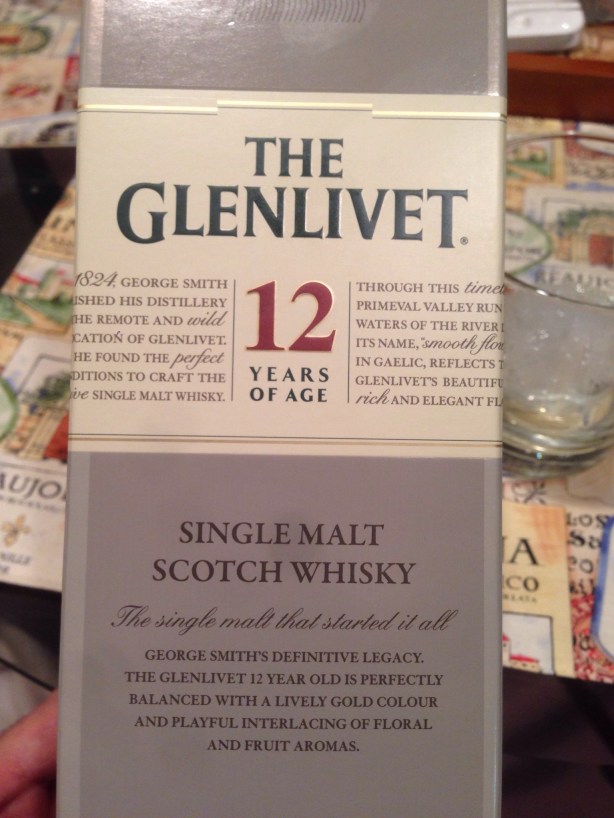 THE
GLENLIVET®
1824, GEORGE SMITH
HIS DISTILLERY
REMOTE AND wild
OF GLENLIVET.
HE FOUND THE perfect
TO CRAFT THE
SINGLE MALT WHISKY.
12
YEARS
OF AGE
THROUGH THIS
PRIMEVAL VALLEY RUN
WATERS OF THE RIVER
ITS NAME, "smooth
IN GAELIC, REFLECTS
GLENLIVET'S
rich AND ELEGANT
SINGLE MALT
SCOTCH WHISKY
The single malt that started it all
GEORGE SMITH'S DEFINITIVE LEGACY.
THE GLENLIVET 12 YEAR OLD IS PERFECTLY
BALANCED WITH A LIVELY GOLD COLOUR
AND PLAYFUL INTERLACING OF FLORAL
AND FRUIT AROMAS.